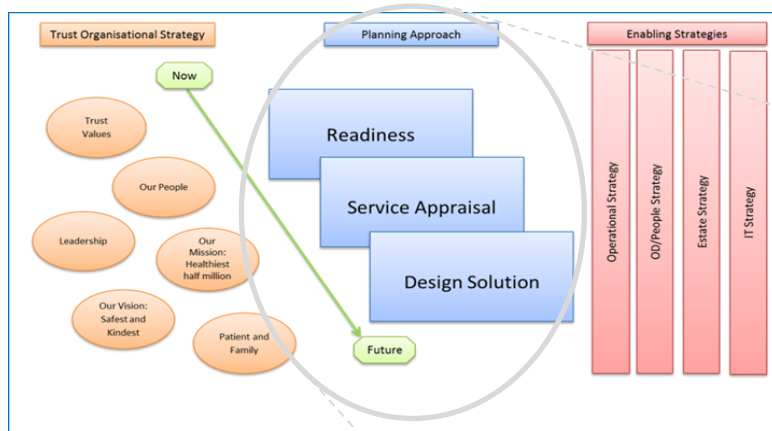 Trust Organisational Strategy
Planning Approach
Enabling Strategies
Now
Trust
Values
Our People
Leadership
Our
Mission:
Healthiest
half million
Our Vision:
Safest and
Kindest
Patient and
Family
Readiness
Service Appraisal
Design Solution
Future
Operational Strategy
OD/People Strategy
Estate Strategy
IT Strategy